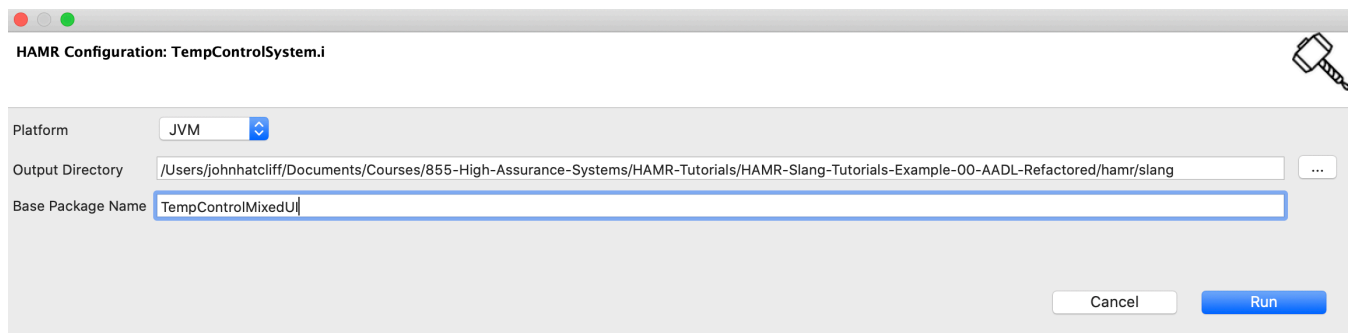 HAMR Configuration: TempControlSystem.i
Platform JVM
Output Directory /Users/johnhatcliff/Documents/Courses/855-High-Assurance-Systems/HAMR-Tutorials/HAMR-Slang-Tutorials-Example-00-AADL-Refactored/hamr/slang ...
Base Package Name TempControlMixedUI
Cancel Run